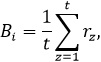 B_i = \frac{1}{t} \sum_{z=1}^{t} r_z,